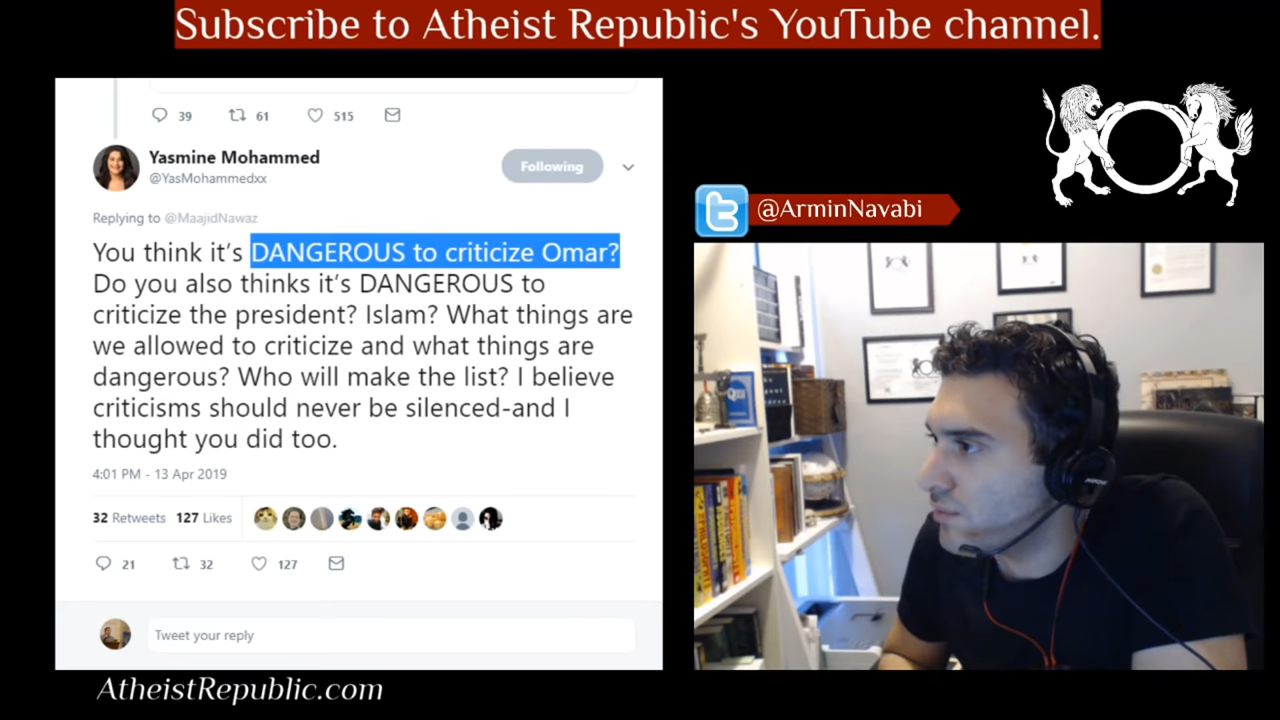 Subscribe to Atheist Republic's YouTube channel.
39 61 515
Yasmine Mohammed
@YasMohammedxx
Following
Replying to @MaajidNawaz
You think it's DANGEROUS to criticize Omar?
Do you also thinks it's DANGEROUS to
criticize the president? Islam? What things are
we allowed to criticize and what things are
dangerous? Who will make the list? I believe
criticisms should never be silenced-and I
thought you did too.
4:01 PM - 13 Apr 2019
32 Retweets 127 Likes
21 32 127
Tweet your reply
AtheistRepublic.com
@ArminNavabi